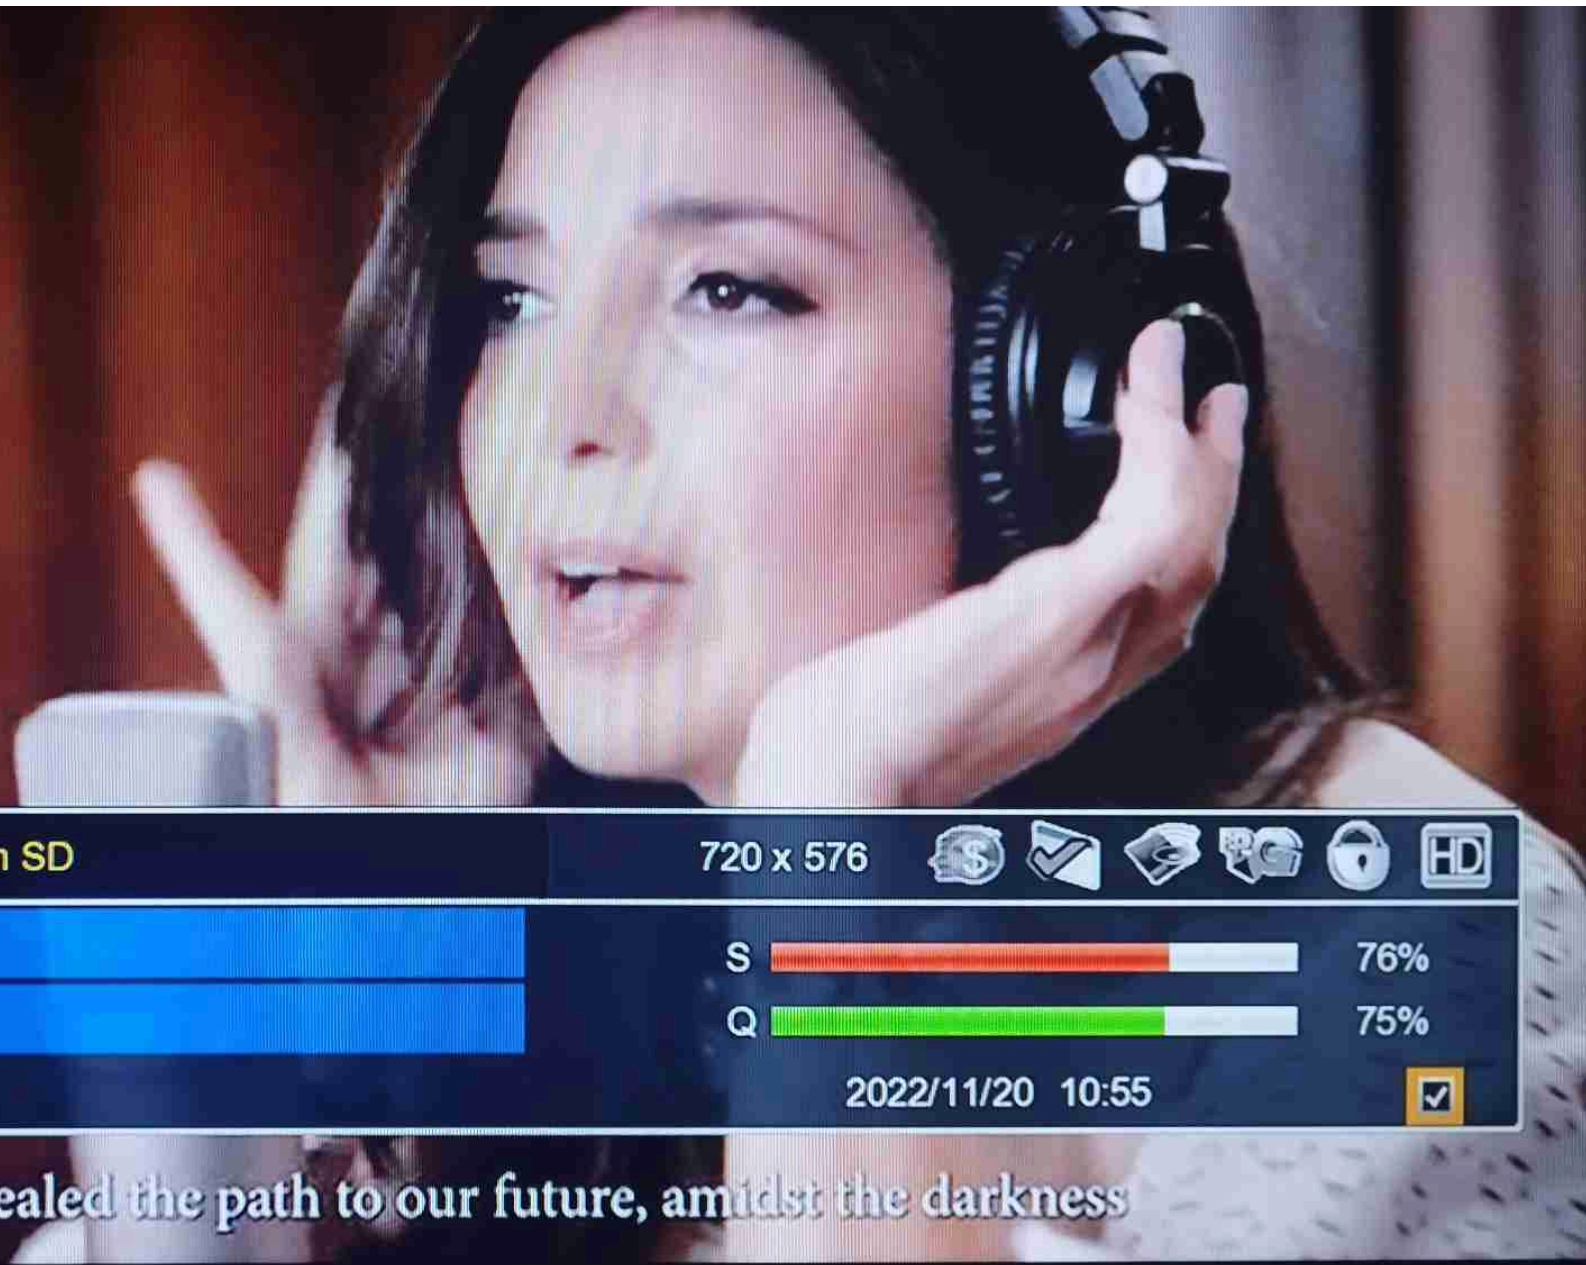 SD
720 x 576
HD
S 76%
Q 75%
2022/11/20 10:55
the path to our future, amidst the darkness